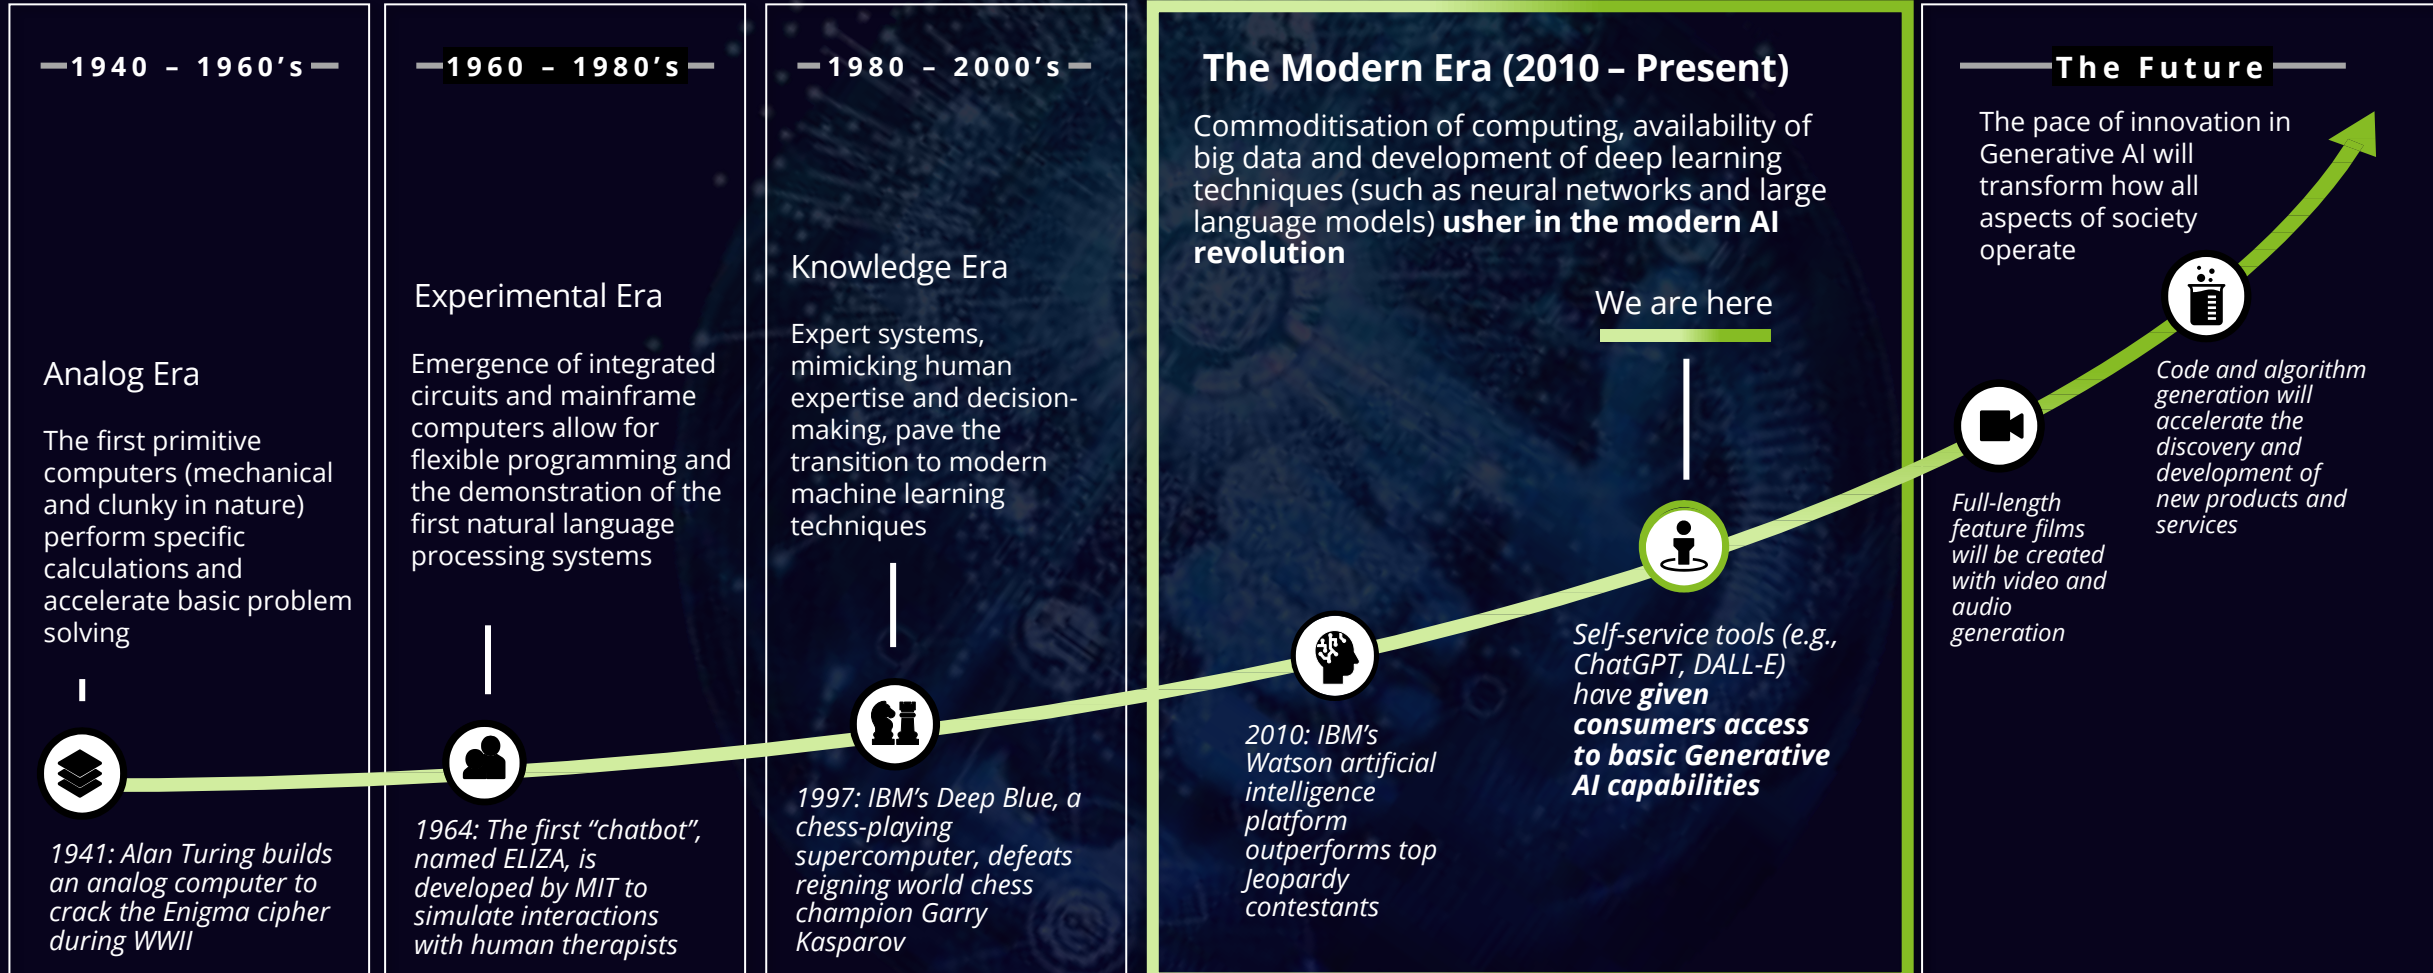 1940 – 1960’s
Analog Era
The first primitive
computers (mechanical
and clunky in nature)
perform specific
calculations and
accelerate basic problem
solving
1941: Alan Turing builds
an analog computer to
crack the Enigma cipher
during WWII
1960 – 1980’s
Experimental Era
Emergence of integrated
circuits and mainframe
computers allow for
flexible programming and
the demonstration of the
first natural language
processing systems
1964: The first “chatbot”,
named ELIZA, is
developed by MIT to
simulate interactions
with human therapists
1980 – 2000’s
Knowledge Era
Expert systems,
mimicking human
expertise and decision-
making, pave the
transition to modern
machine learning
techniques
1997: IBM’s Deep Blue, a
chess-playing
supercomputer, defeats
reigning world chess
champion Garry
Kasparov
The Modern Era (2010 – Present)
Commoditisation of computing, availability of
big data and development of deep learning
techniques (such as neural networks and large
language models) usher in the modern AI
revolution
We are here
2010: IBM’s
Watson artificial
intelligence
platform
outperforms top
Jeopardy
contestants
Self-service tools (e.g.,
ChatGPT, DALL-E)
have given
consumers access
to basic Generative
AI capabilities
The Future
The pace of innovation in
Generative AI will
transform how all
aspects of society
operate
Full-length
feature films
will be created
with video and
audio
generation
Code and algorithm
generation will
accelerate the
discovery and
development of
new products and
services